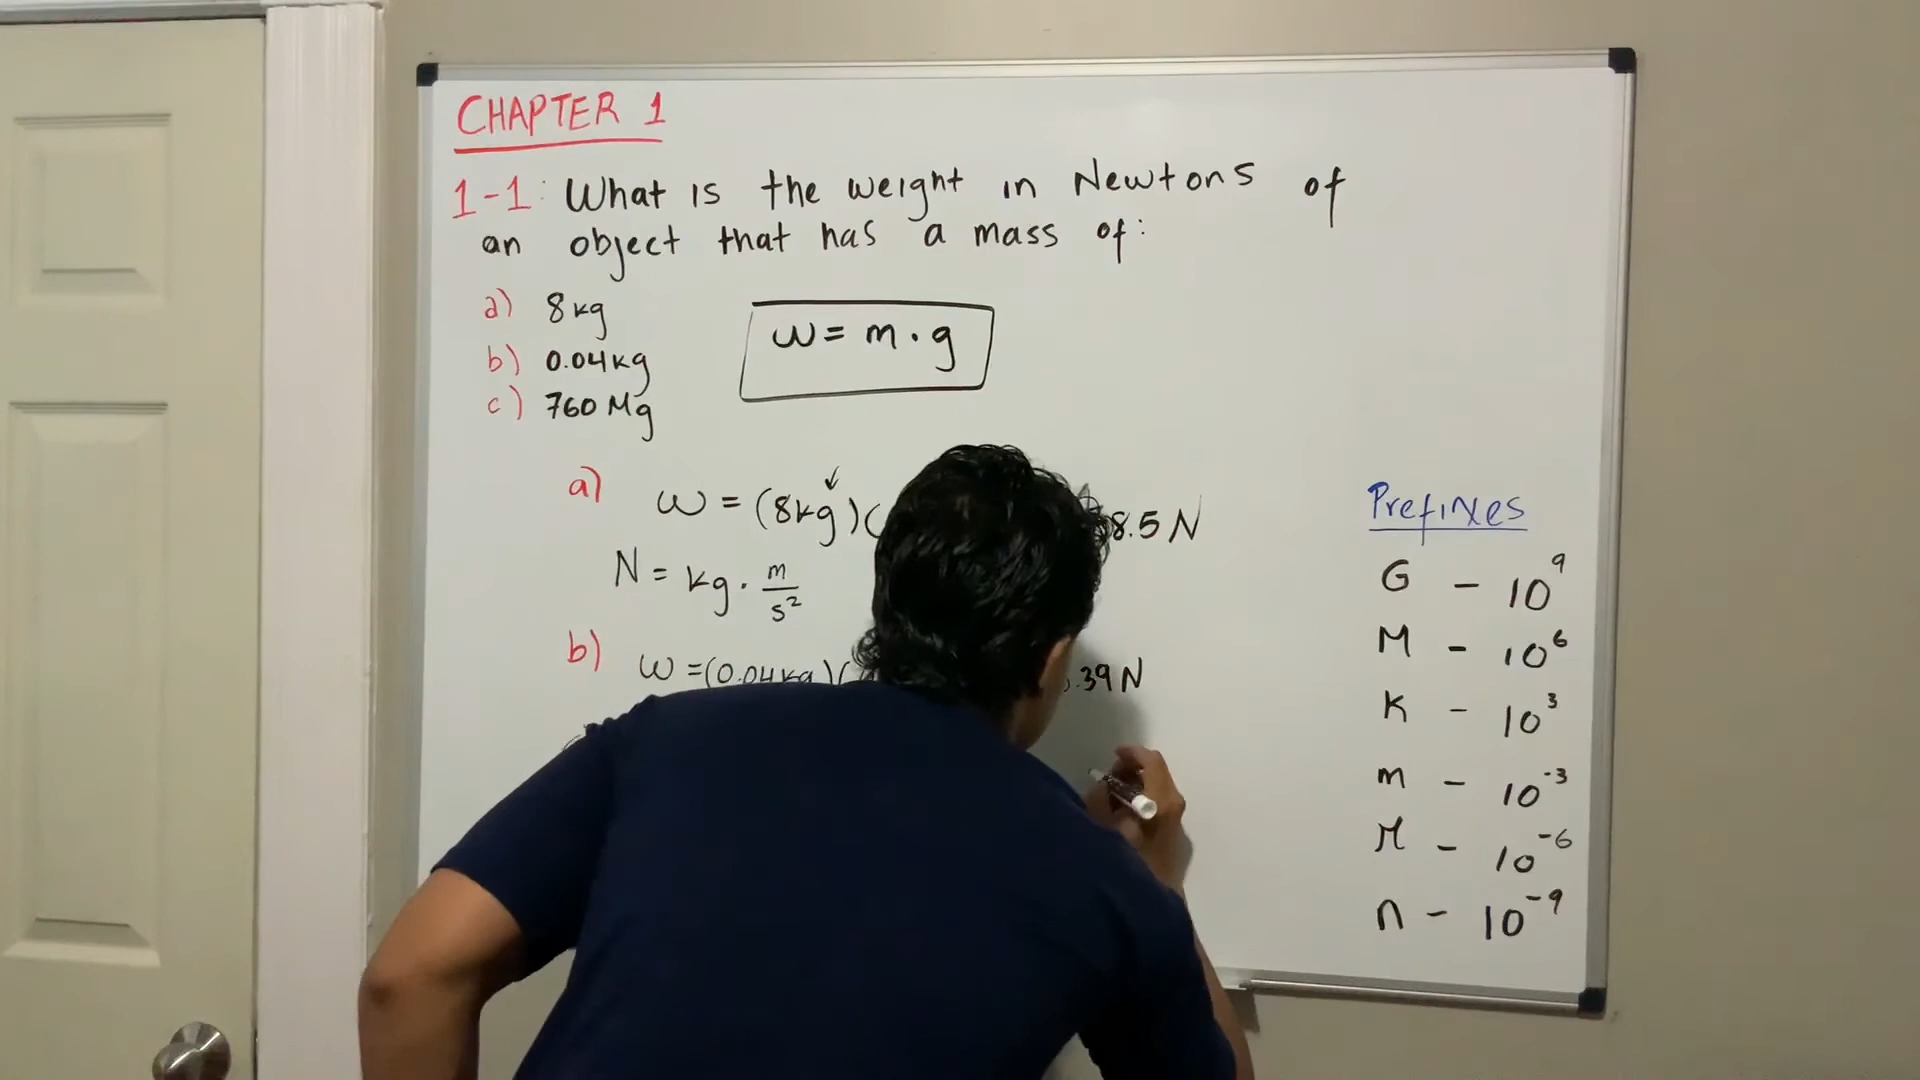 CHAPTER 1
1-1: What is the weight in Newtons of
an object that has a mass of:
a) 8kg
b) 0.04kg
c) 760 Mg
w = m · g
a) w = (8kg)( 8.5 N
N = kg · m/s²
b) w = (0.04kg)( .39 N
Prefixes
G - 10⁹
M - 10⁶
K - 10³
m - 10⁻³
μ - 10⁻⁶
n - 10⁻⁹